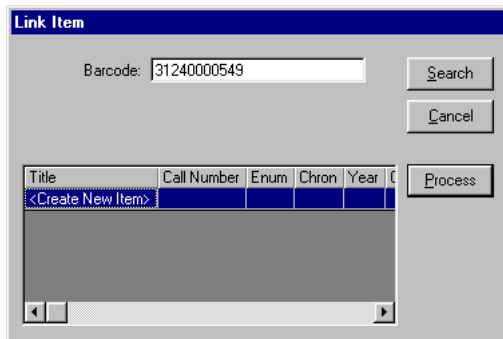 Link Item
Barcode: 31240000549
Search
Cancel
Title Call Number Enum Chron Year
<Create New Item>
Process